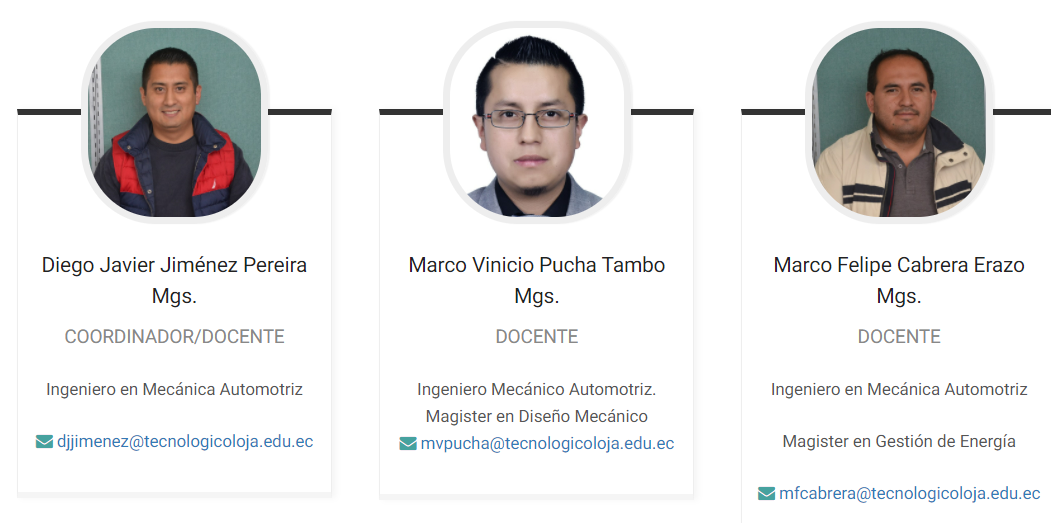 Diego Javier Jiménez Pereira
Mgs.
COORDINADOR/DOCENTE
Ingeniero en Mecánica Automotriz
djjimenez@tecnologicoloja.edu.ec
Marco Vinicio Pucha Tambo
Mgs.
DOCENTE
Ingeniero Mecánico Automotriz.
Magister en Diseño Mecánico
mvpucha@tecnologicoloja.edu.ec
Marco Felipe Cabrera Erazo
Mgs.
DOCENTE
Ingeniero en Mecánica Automotriz
Magister en Gestión de Energía
mfcabrera@tecnologicoloja.edu.ec